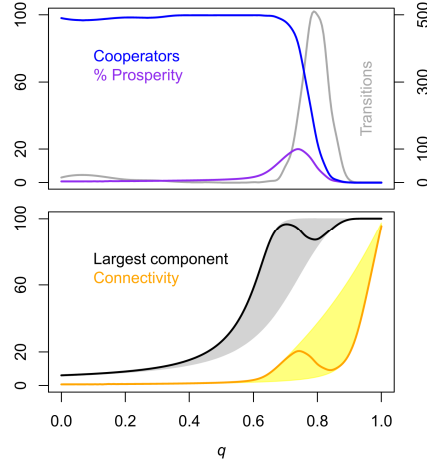 100
60
20
0
Cooperators
% Prosperity
Transitions
500
300
100
0
100
60
20
0
Largest component
Connectivity
0.0 0.2 0.4 0.6 0.8 1.0
q